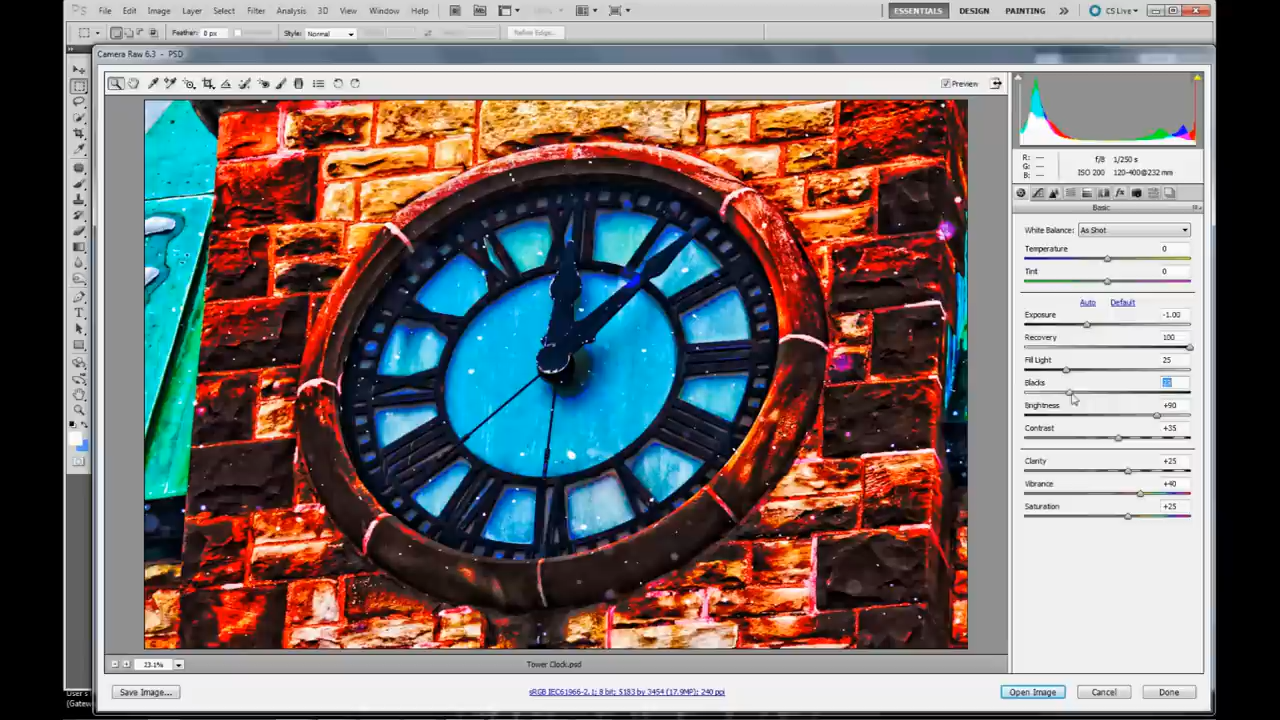 File Edit Image Layer Select Filter Analysis 3D View Window Help
ESSENTIALS DESIGN PAINTING CS Live
Feather: 0 px Style: Normal Refine Edge...
Camera Raw 6.3 - PSD
Preview
R: ---
G: ---
B: ---
f/8 1/250 s
ISO 200 120-400@232 mm
Basic
White Balance: As Shot
Temperature 0
Tint 0
Auto Default
Exposure -1.00
Recovery 100
Fill Light 25
Blacks
Brightness +90
Contrast +35
Clarity +25
Vibrance +40
Saturation +25
23.1% Tower Clock.psd
Save Image... sRGB IEC61966-2.1; 8 bit; 5183 by 3454 (17.9MP); 240 ppi Open Image Cancel Done
User's
(Gatew